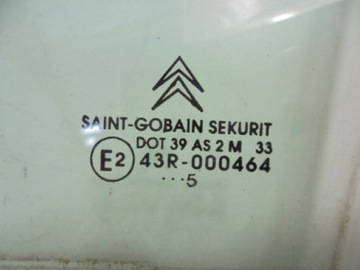 SAINT-GOBAIN SEKURIT
DOT 39 AS 2 M 33
E2 43R-000464
···5